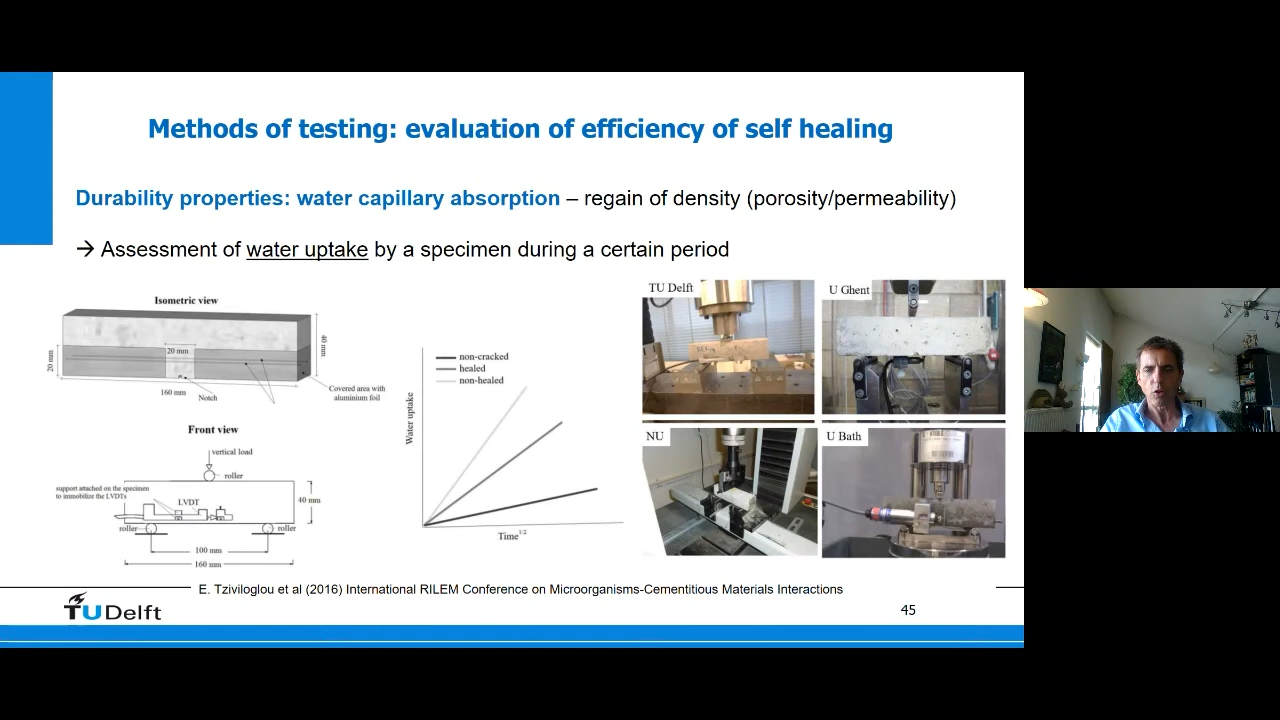 Methods of testing: evaluation of efficiency of self healing
Durability properties: water capillary absorption – regain of density (porosity/permeability)
→ Assessment of water uptake by a specimen during a certain period
Isometric view
20 mm
20 mm
40 mm
160 mm
Notch
Covered area with
aluminium foil
Front view
vertical load
roller
support attached on the specimen
to immobilize the LVDTs
LVDT
40 mm
roller
roller
100 mm
160 mm
non-cracked
healed
non-healed
Water uptake
Time1/2
TU Delft
U Ghent
NU
U Bath
E. Tziviloglou et al (2016) International RILEM Conference on Microorganisms-Cementitious Materials Interactions
TUDelft
45